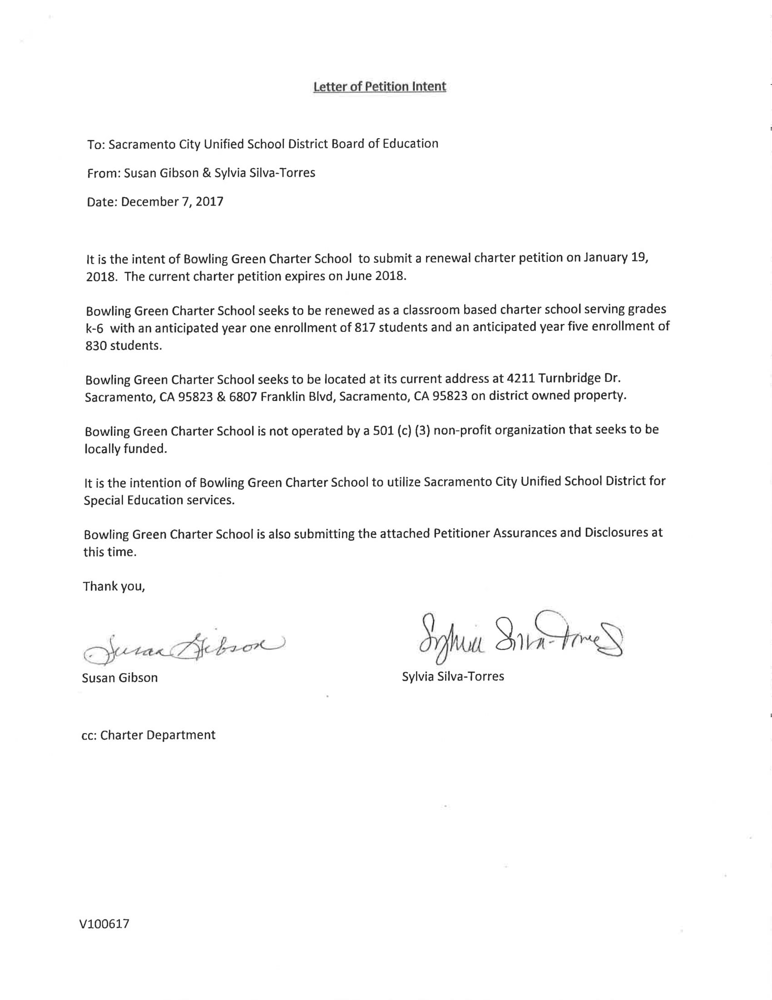 Letter of Petition Intent
To: Sacramento City Unified School District Board of Education
From: Susan Gibson & Sylvia Silva-Torres
Date: December 7, 2017
It is the intent of Bowling Green Charter School to submit a renewal charter petition on January 19,
2018. The current charter petition expires on June 2018.
Bowling Green Charter School seeks to be renewed as a classroom based charter school serving grades
k-6 with an anticipated year one enrollment of 817 students and an anticipated year five enrollment of
830 students.
Bowling Green Charter School seeks to be located at its current address at 4211 Turnbridge Dr.
Sacramento, CA 95823 & 6807 Franklin Blvd, Sacramento, CA 95823 on district owned property.
Bowling Green Charter School is not operated by a 501 (c) (3) non-profit organization that seeks to be
locally funded.
It is the intention of Bowling Green Charter School to utilize Sacramento City Unified School District for
Special Education services.
Bowling Green Charter School is also submitting the attached Petitioner Assurances and Disclosures at
this time.
Thank you,
Susan Gibson Sylvia Silva-Torres
Susan Gibson Sylvia Silva-Torres
cc: Charter Department
V100617